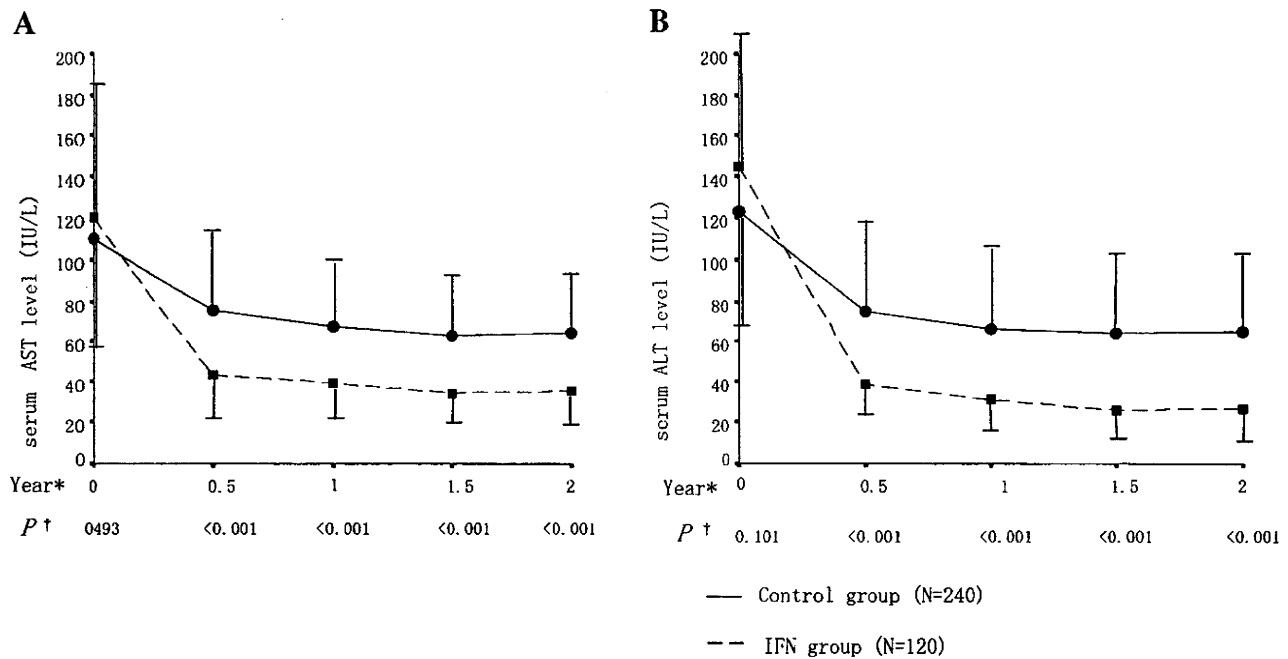 A
200
180
160
140
120
100
80
60
40
20
0
serum AST level (IU/L)
Year* 0 0.5 1 1.5 2
P † 0493 <0.001 <0.001 <0.001 <0.001
B
200
180
160
140
120
100
80
60
40
20
0
scrum ALT level (IU/L)
Year* 0 0.5 1 1.5 2
P † 0.101 <0.001 <0.001 <0.001 <0.001
Control group (N=240)
IFN group (N=120)